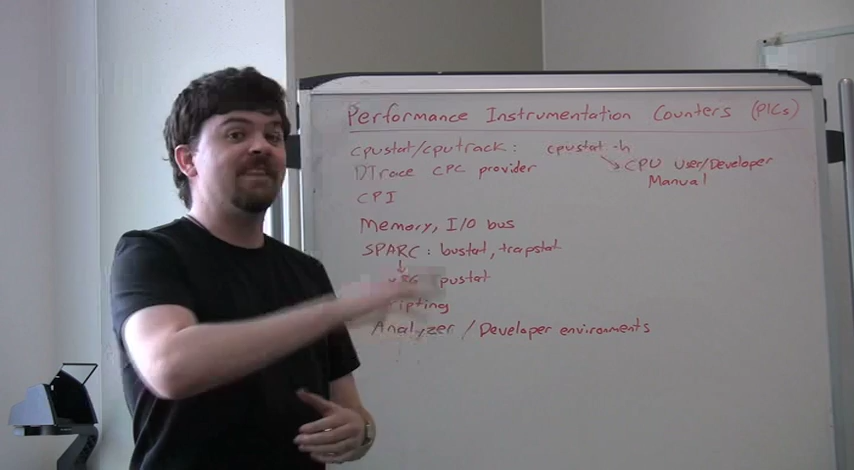 Performance Instrumentation Counters (PICs)
cpustat/cputrack: cpustat -h
DTrace CPC provider → CPU User/Developer
Manual
CPI
Memory, I/O bus
SPARC: bustat, trapstat
↓
Analyzer / Developer environments